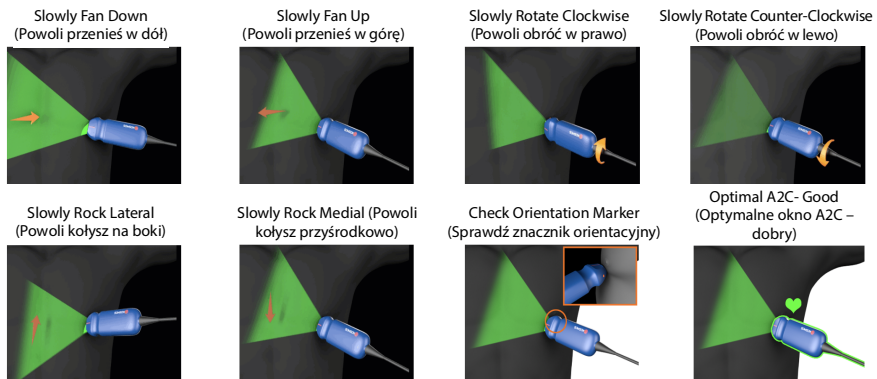 Slowly Fan Down
(Powoli przenieś w dół)
Slowly Fan Up
(Powoli przenieś w górę)
Slowly Rotate Clockwise
(Powoli obróć w prawo)
Slowly Rotate Counter-Clockwise
(Powoli obróć w lewo)
Slowly Rock Lateral
(Powoli kołysz na boki)
Slowly Rock Medial (Powoli
kołysz przyśrodkowo)
Check Orientation Marker
(Sprawdź znacznik orientacyjny)
Optimal A2C- Good
(Optymalne okno A2C –
dobry)